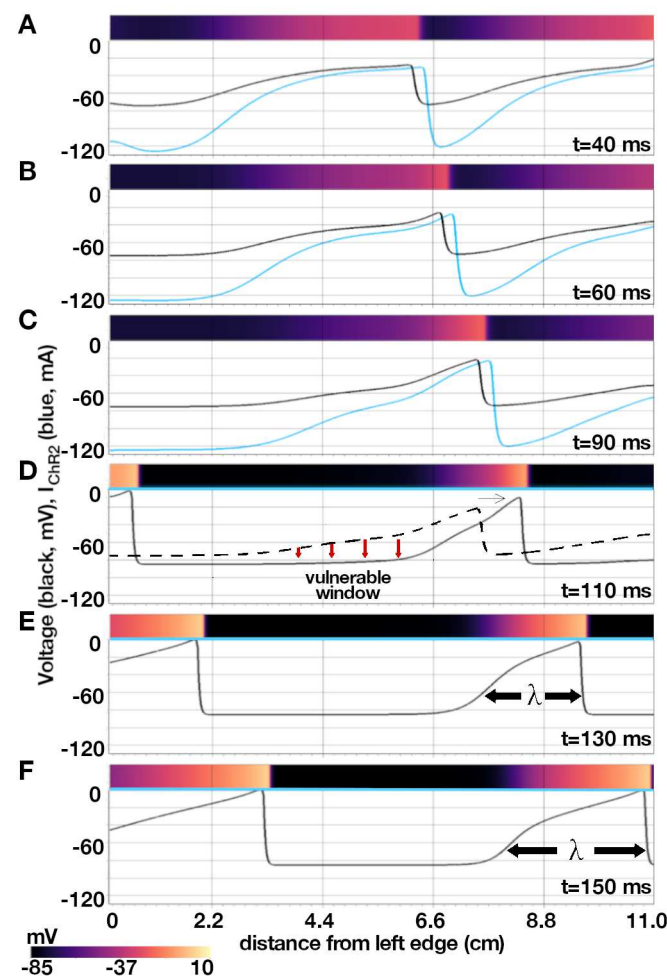 A
0
-60
-120
t=40 ms
B
0
-60
-120
t=60 ms
C
0
-60
-120
t=90 ms
Voltage (black, mV), I_ChR2 (blue, mA)
D
0
-60
-120
vulnerable
window
t=110 ms
E
0
-60
-120
λ
t=130 ms
F
0
-60
-120
λ
t=150 ms
0 2.2 4.4 6.6 8.8 11.0
distance from left edge (cm)
mV
-85 -37 10